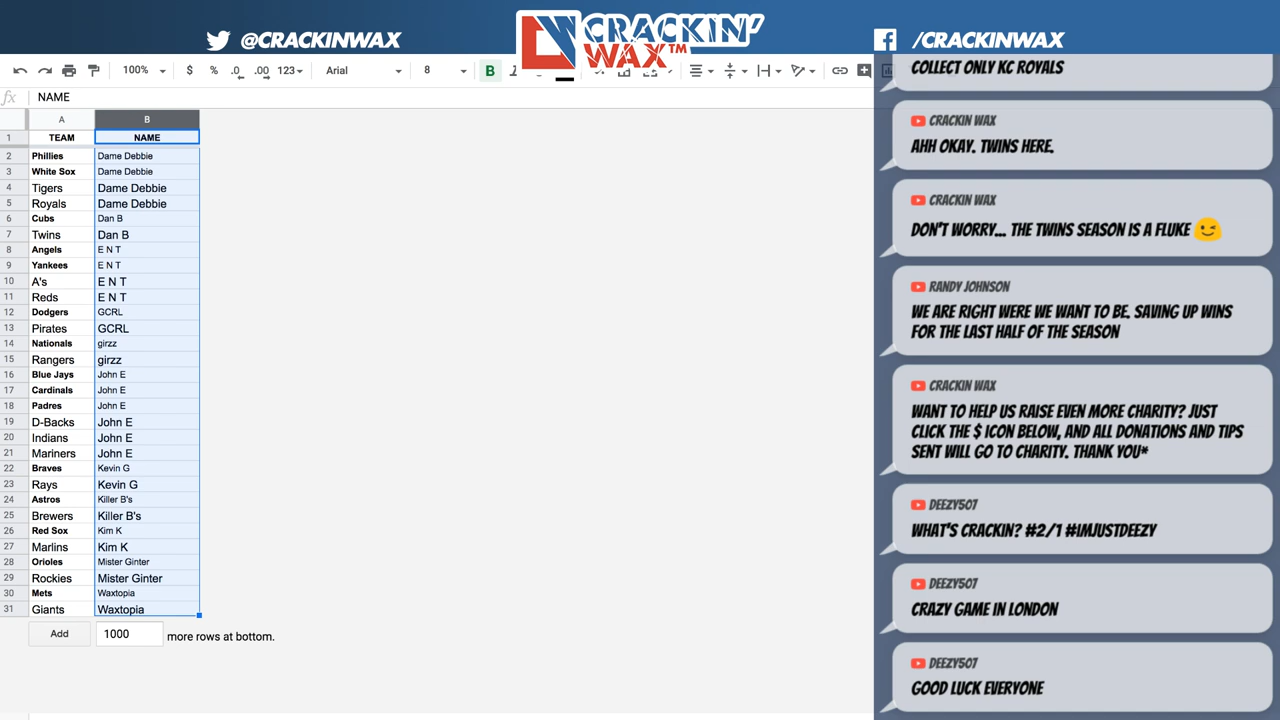 @CRACKINWAX
CRACKIN'
WAX™
/CRACKINWAX
100%
%
.0
.00
123
Arial
8
B
fx
NAME
A
B
1 TEAM NAME
2 Phillies Dame Debbie
3 White Sox Dame Debbie
4 Tigers Dame Debbie
5 Royals Dame Debbie
6 Cubs Dan B
7 Twins Dan B
8 Angels E N T
9 Yankees E N T
10 A's E N T
11 Reds E N T
12 Dodgers GCRL
13 Pirates GCRL
14 Nationals girzz
15 Rangers girzz
16 Blue Jays John E
17 Cardinals John E
18 Padres John E
19 D-Backs John E
20 Indians John E
21 Mariners John E
22 Braves Kevin G
23 Rays Kevin G
24 Astros Killer B's
25 Brewers Killer B's
26 Red Sox Kim K
27 Marlins Kim K
28 Orioles Mister Ginter
29 Rockies Mister Ginter
30 Mets Waxtopia
31 Giants Waxtopia
Add 1000 more rows at bottom.
COLLECT ONLY KC ROYALS
CRACKIN WAX
AHH OKAY. TWINS HERE.
CRACKIN WAX
DON'T WORRY... THE TWINS SEASON IS A FLUKE 😉
RANDY JOHNSON
WE ARE RIGHT WERE WE WANT TO BE. SAVING UP WINS
FOR THE LAST HALF OF THE SEASON
CRACKIN WAX
WANT TO HELP US RAISE EVEN MORE CHARITY? JUST
CLICK THE $ ICON BELOW, AND ALL DONATIONS AND TIPS
SENT WILL GO TO CHARITY. THANK YOU*
DEEZY507
WHAT'S CRACKIN? #2/1 #IMJUSTDEEZY
DEEZY507
CRAZY GAME IN LONDON
DEEZY507
GOOD LUCK EVERYONE